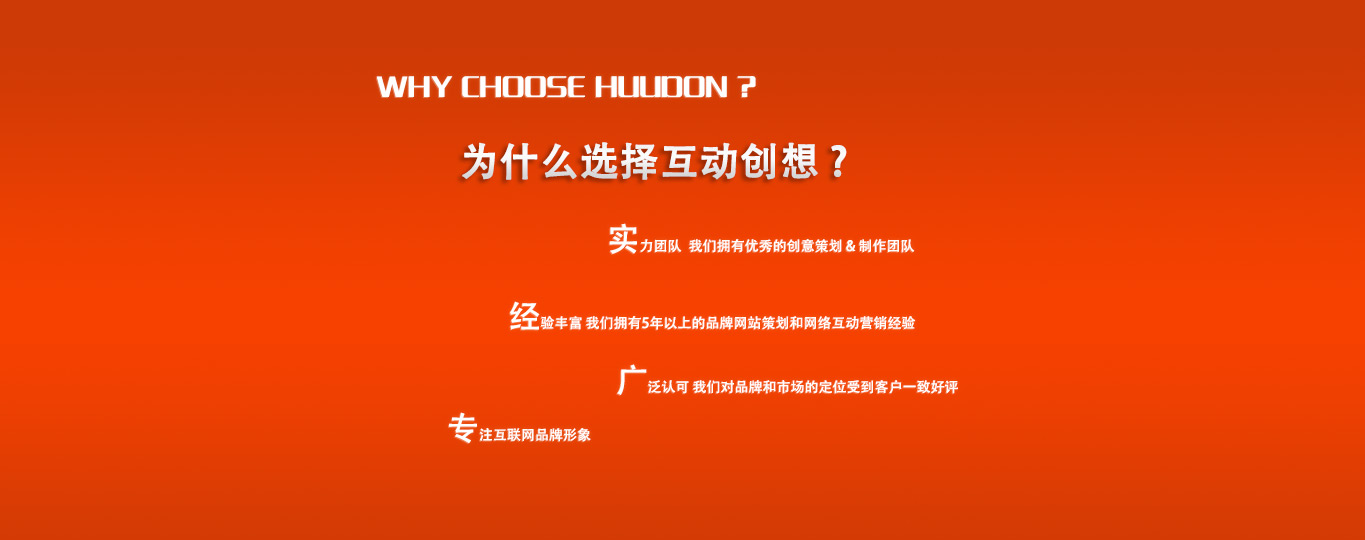 WHY CHOOSE HUUDON ?
为什么选择互动创想？
实力团队 我们拥有优秀的创意策划 & 制作团队
经验丰富 我们拥有5年以上的品牌网站策划和网络互动营销经验
广泛认可 我们对品牌和市场的定位受到客户一致好评
专注互联网品牌形象